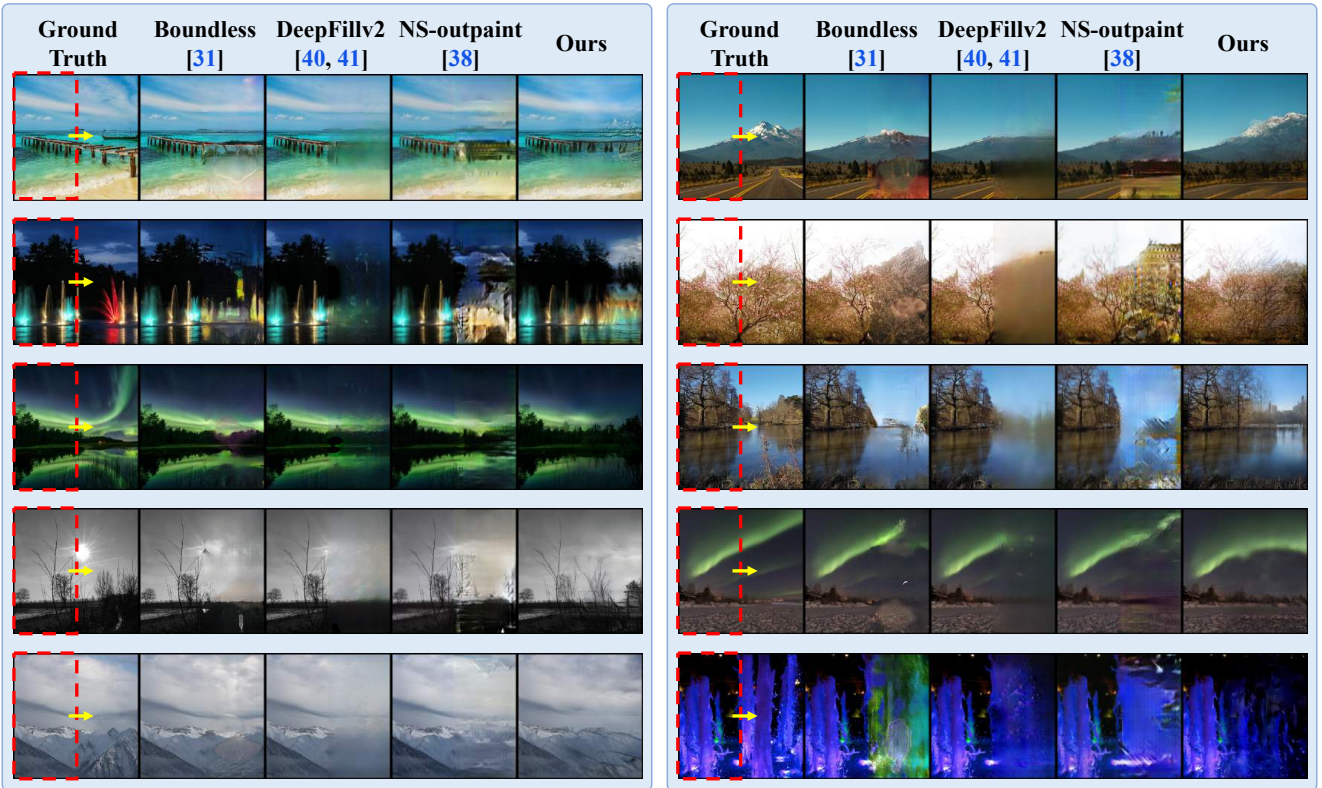 Ground Truth
Boundless [31]
DeepFillv2 [40, 41]
NS-outpaint [38]
Ours
Ground Truth
Boundless [31]
DeepFillv2 [40, 41]
NS-outpaint [38]
Ours